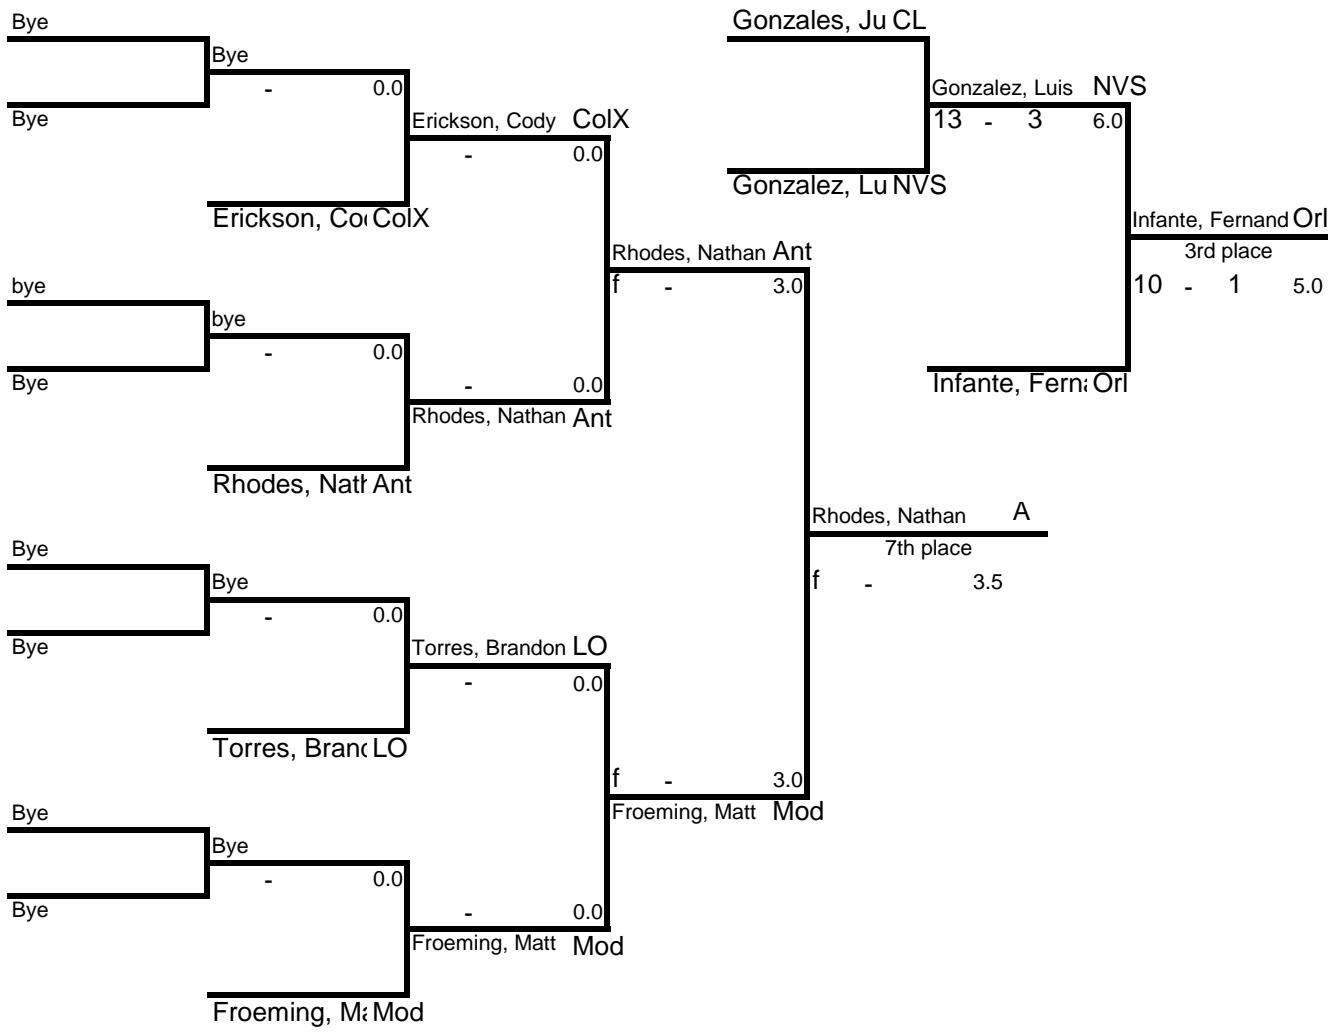 Bye
Bye
- 0.0
Bye
Erickson, Cody ColX
- 0.0
Erickson, Co ColX
bye
bye
- 0.0
Bye
- 0.0
Rhodes, Nathan Ant
Rhodes, Nath Ant
Rhodes, Nathan Ant
f - 3.0
Bye
Bye
- 0.0
Bye
Torres, Brandon LO
- 0.0
Torres, Branc LO
Bye
Bye
- 0.0
Bye
- 0.0
Froeming, Matt Mod
Froeming, Ma Mod
f - 3.0
Froeming, Matt Mod
Rhodes, Nathan A
7th place
f - 3.5
Gonzales, Ju CL
Gonzalez, Luis NVS
13 - 3 6.0
Gonzalez, Lu NVS
Infante, Fernand Orl
3rd place
10 - 1 5.0
Infante, Ferna Orl